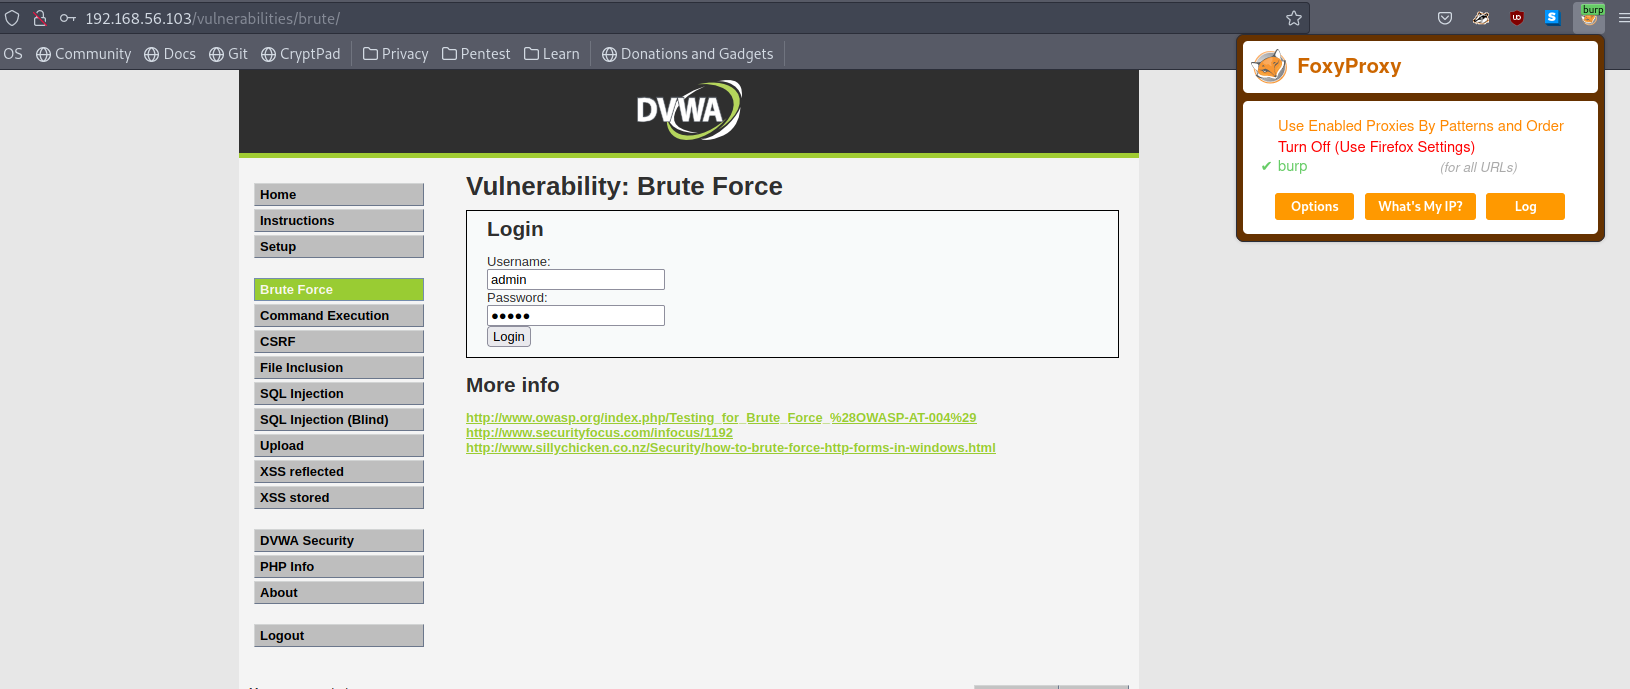 burp
192.168.56.103/vulnerabilities/brute/
OS Community Docs Git CryptPad Privacy Pentest Learn Donations and Gadgets
FoxyProxy
Use Enabled Proxies By Patterns and Order
Turn Off (Use Firefox Settings)
✔ burp (for all URLs)
Options What's My IP? Log
DVWA
Home
Instructions
Setup
Brute Force
Command Execution
CSRF
File Inclusion
SQL Injection
SQL Injection (Blind)
Upload
XSS reflected
XSS stored
DVWA Security
PHP Info
About
Logout
Vulnerability: Brute Force
Login
Username:
admin
Password:
●●●●●
Login
More info
http://www.owasp.org/index.php/Testing_for_Brute_Force_%28OWASP-AT-004%29
http://www.securityfocus.com/infocus/1192
http://www.sillychicken.co.nz/Security/how-to-brute-force-http-forms-in-windows.html